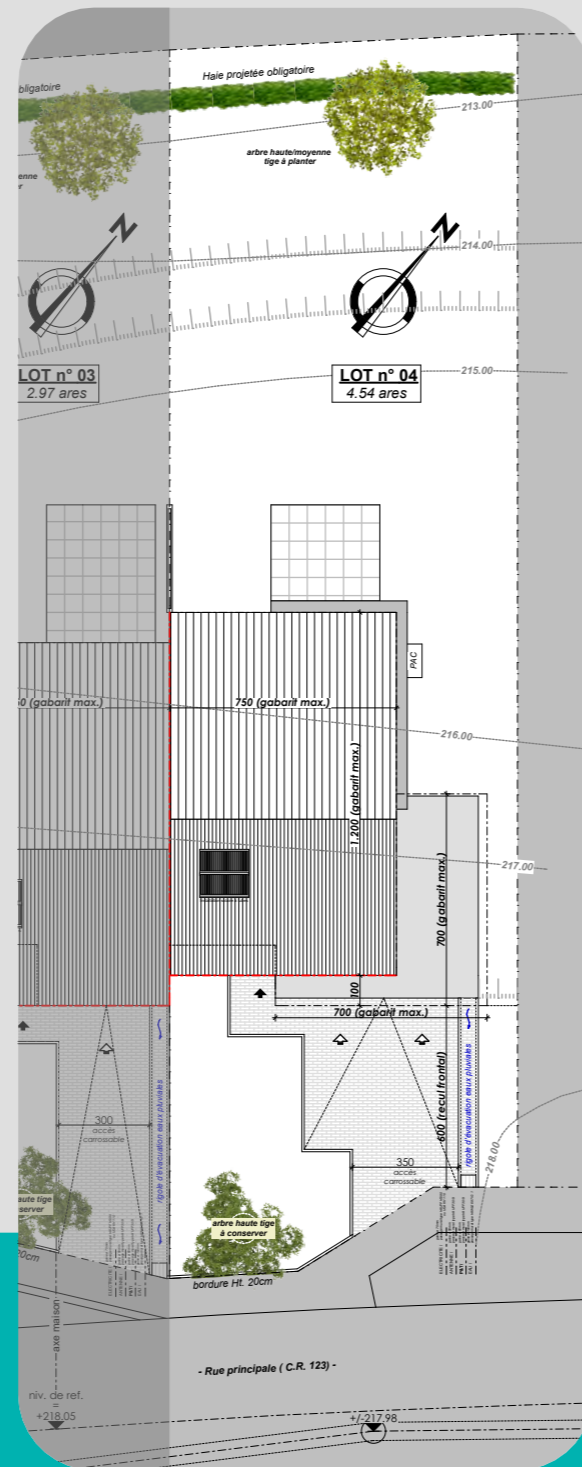 Haie projetée obligatoire
obligatoire
213.00
arbre haute/moyenne
tige à planter
N
N
214.00
LOT n° 03
2.97 ares
LOT n° 04
4.54 ares
215.00
PAC
0 (gabarit max.)
750 (gabarit max.)
216.00
1.200 (gabarit max.)
217.00
700 (gabarit max.)
100
700 (gabarit max.)
600 (recul frontal)
rigole d'évacuation eaux pluviales
rigole d'évacuation eaux pluviales
300
accès
carrossable
350
accès
carrossable
218.00
haute tige
arbre haute tige
à conserver
20cm
bordure Ht. 20cm
axe maison
- Rue principale ( C.R. 123) -
niv. de ref.
=
+218.05
+/-217.98